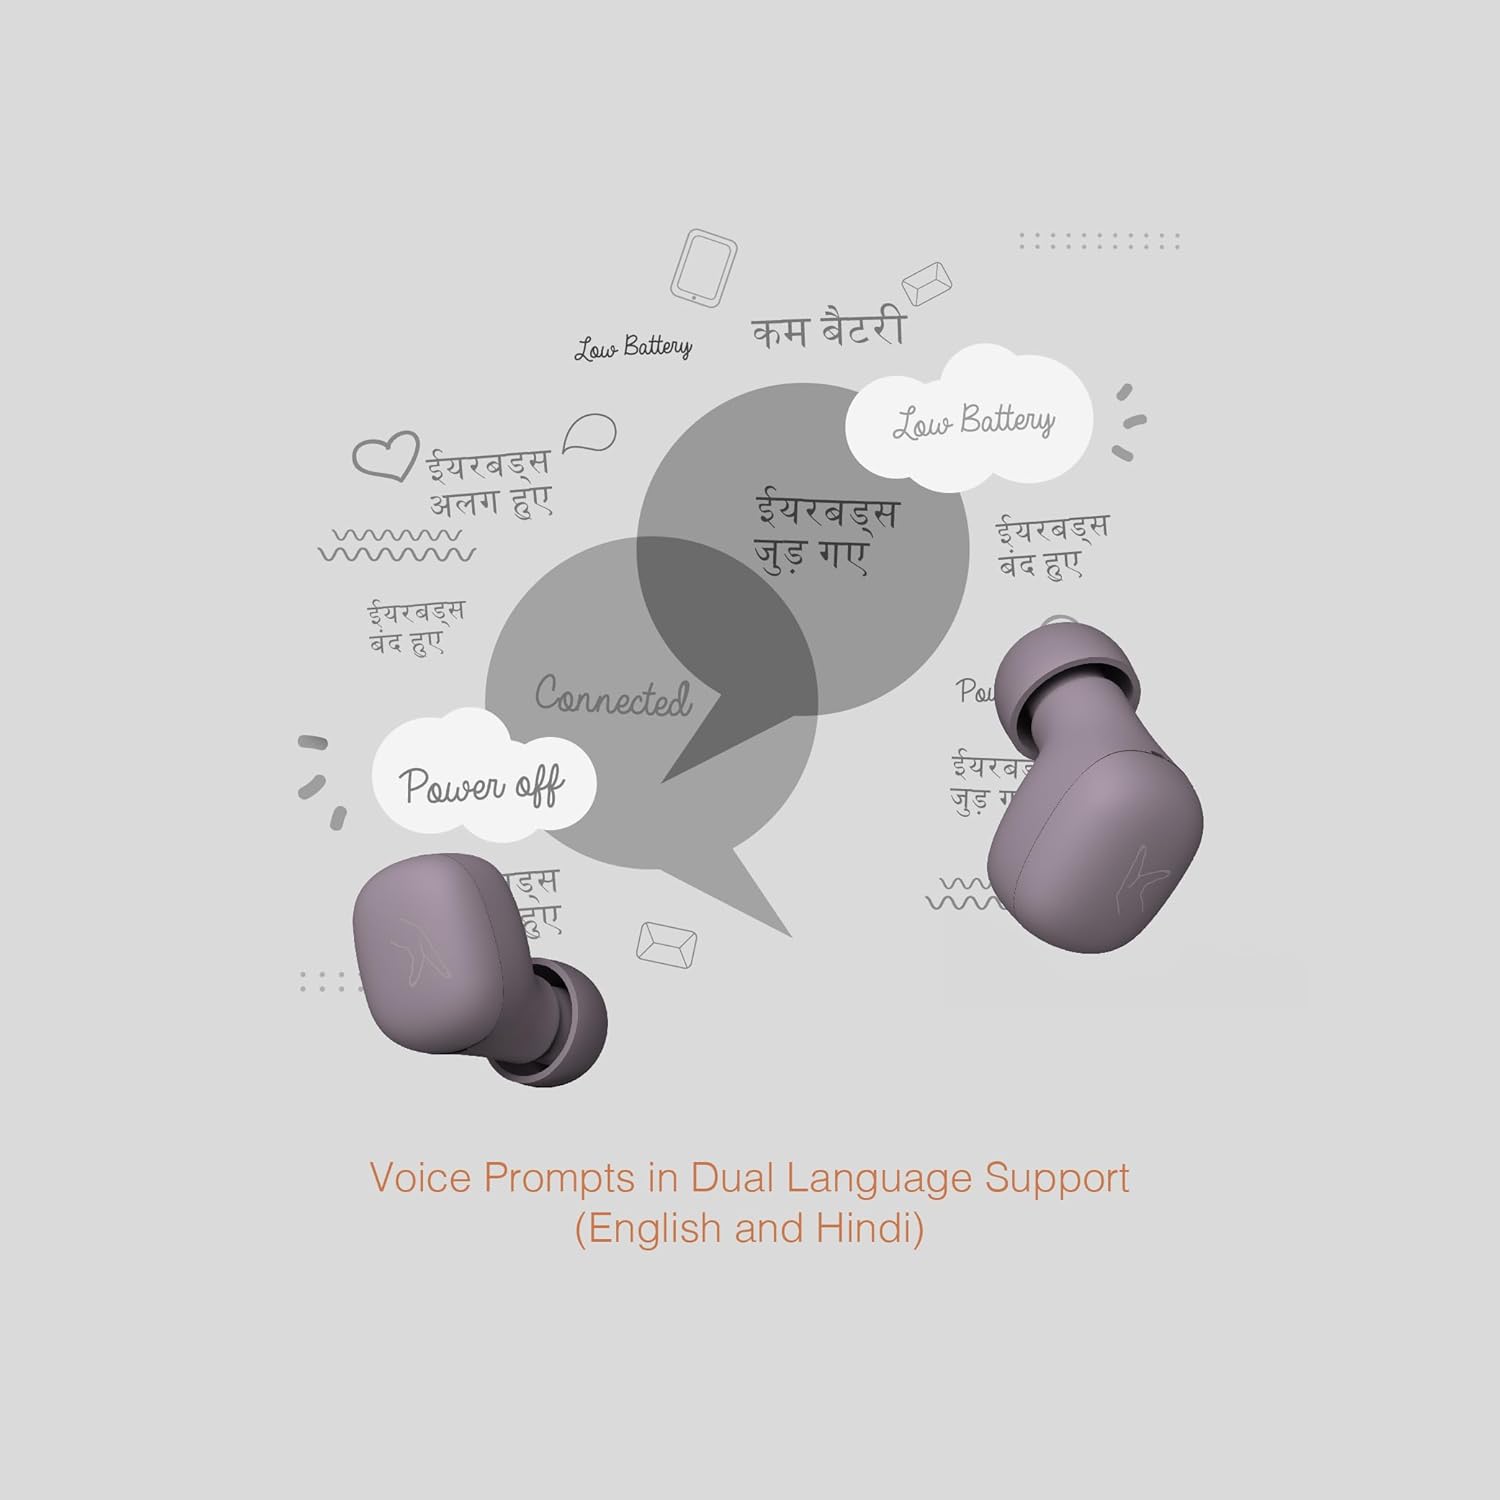 कम बैटरी
Low Battery
Low Battery
ईयरबड्स
अलग हुए
ईयरबड्स
जुड़ गए
ईयरबड्स
बंद हुए
ईयरबड्स
बंद हुए
Connected
Power off
जुड़
हुए
Voice Prompts in Dual Language Support
(English and Hindi)